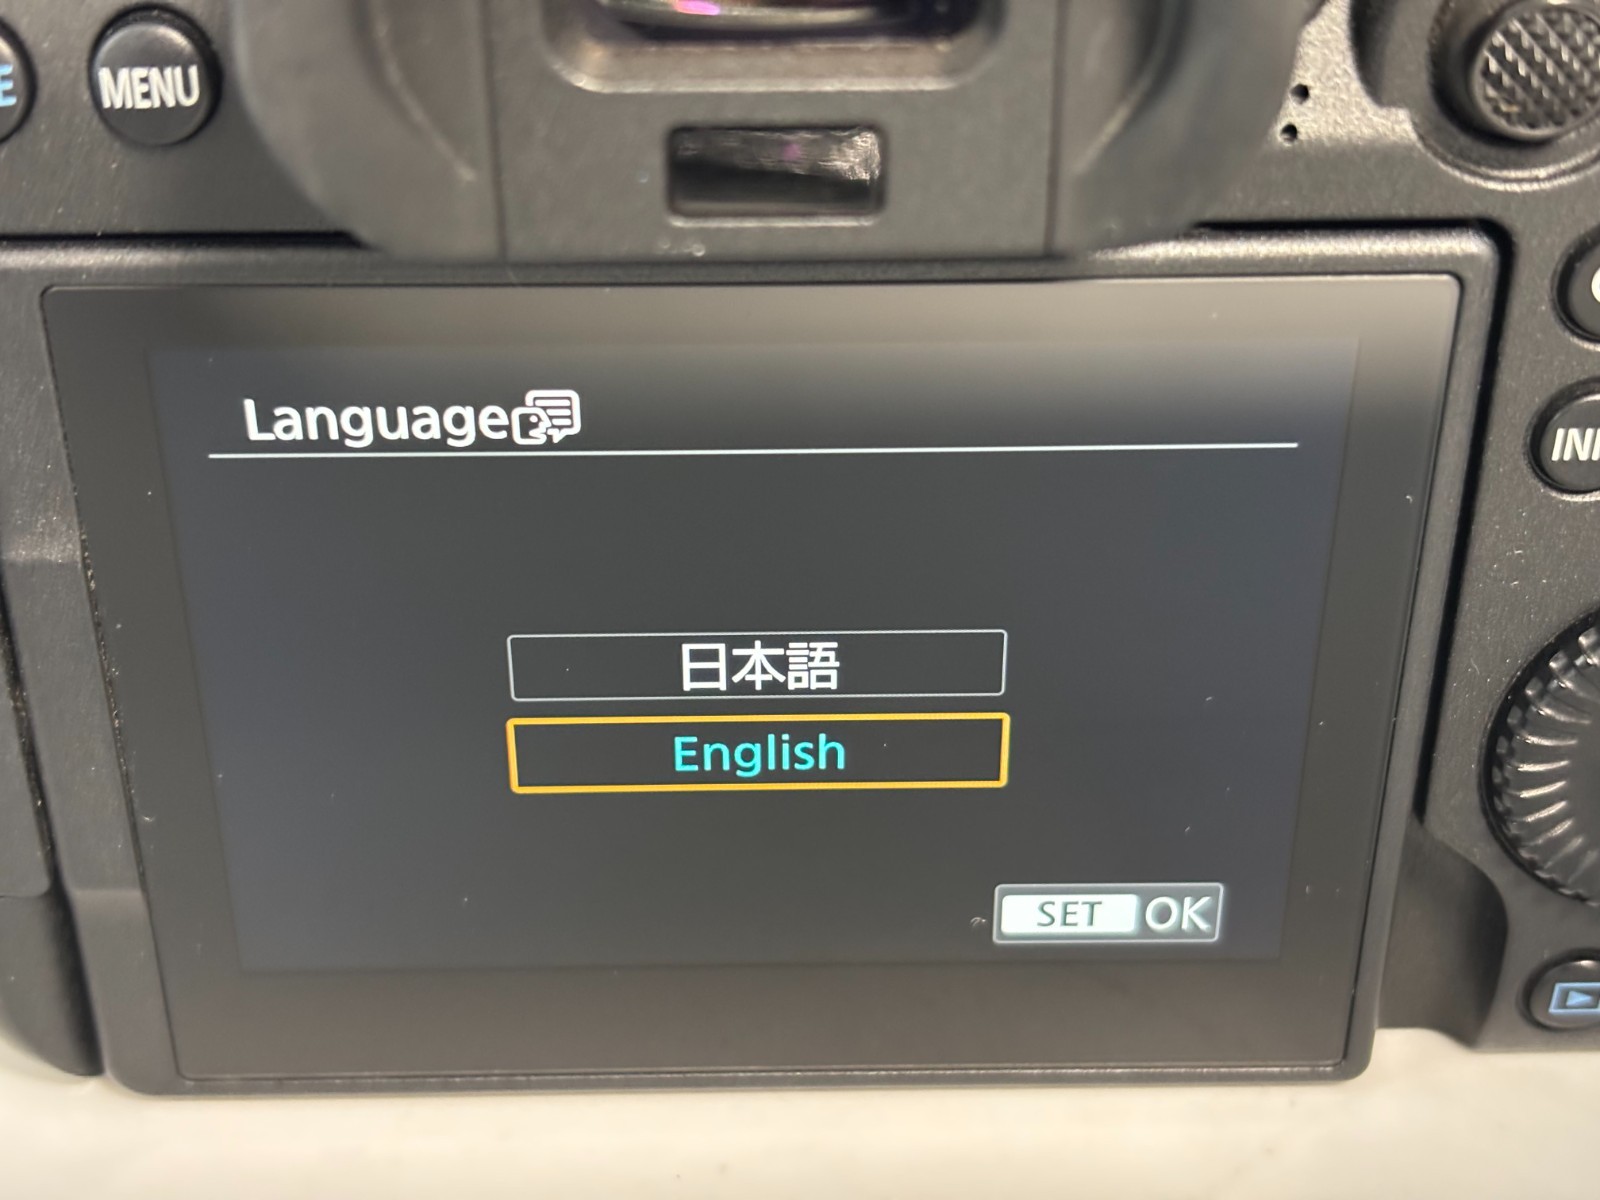 MENU
Language
日本語
English
SET OK